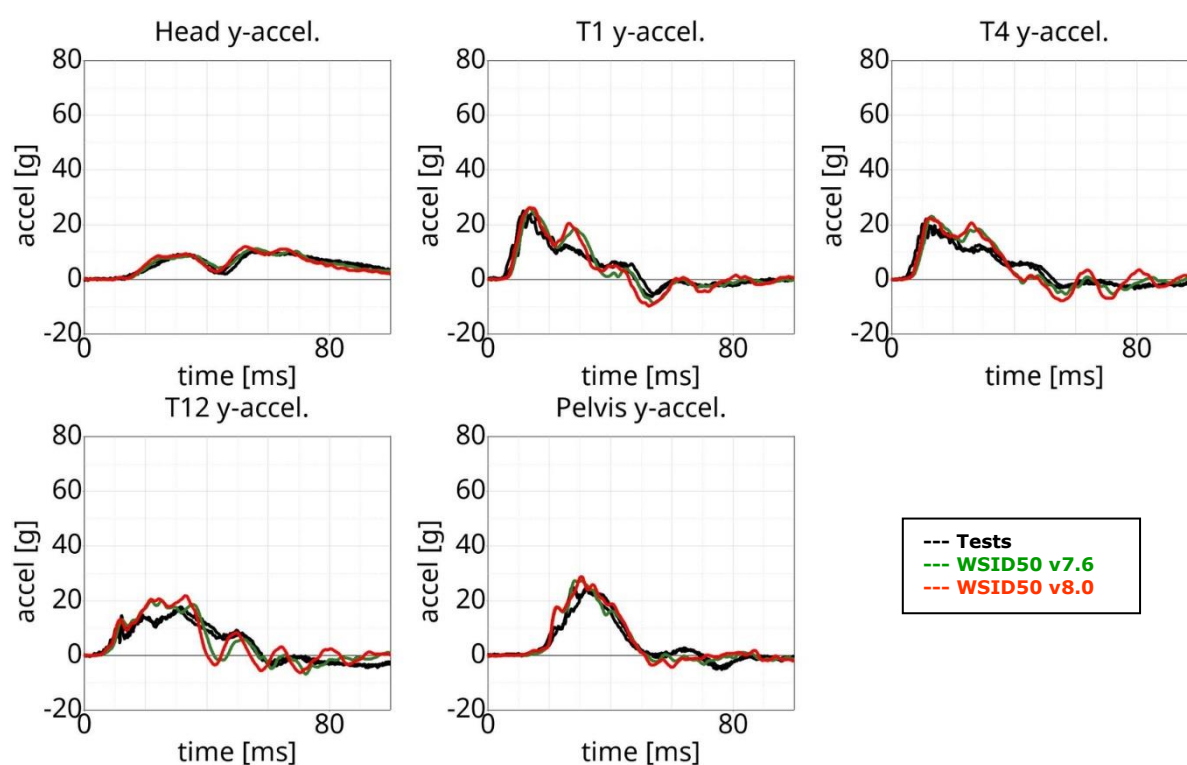 Head y-accel.
T1 y-accel.
T4 y-accel.
80
60
40
20
0
-20
accel [g]
0
80
time [ms]
80
60
40
20
0
-20
accel [g]
0
80
time [ms]
80
60
40
20
0
-20
accel [g]
0
80
time [ms]
T12 y-accel.
Pelvis y-accel.
80
60
40
20
0
-20
accel [g]
0
80
time [ms]
80
60
40
20
0
-20
accel [g]
0
80
time [ms]
--- Tests
--- WSID50 v7.6
--- WSID50 v8.0